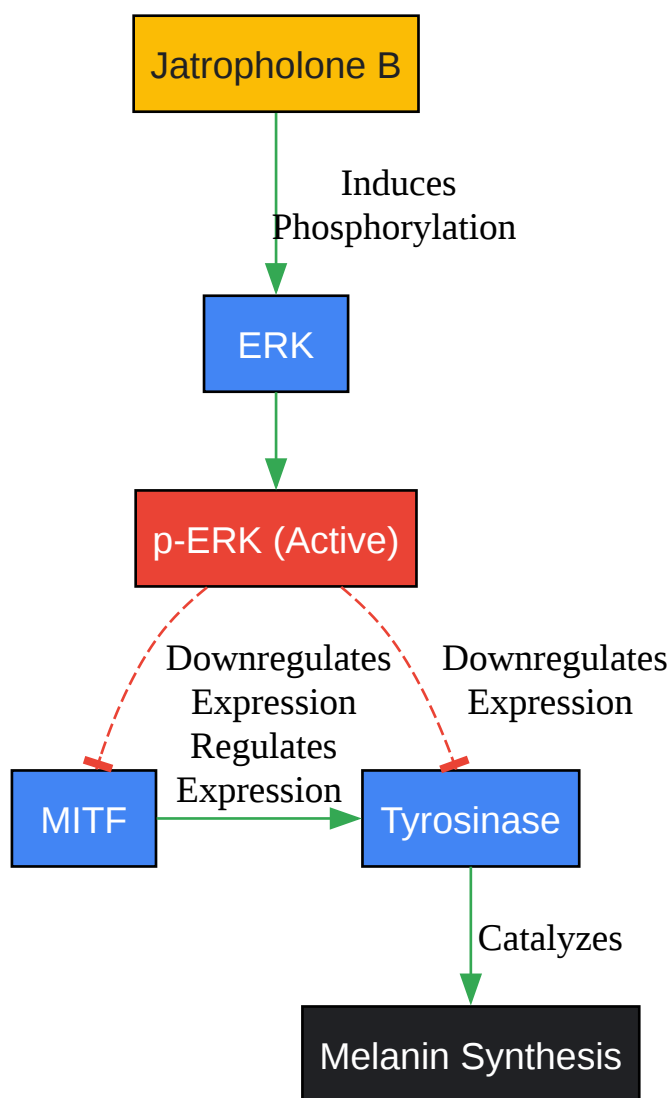 Jatropholone B
Induces
Phosphorylation
ERK
p-ERK (Active)
Downregulates
Expression
Downregulates
Expression
Regulates
Expression
MITF
Tyrosinase
Catalyzes
Melanin Synthesis